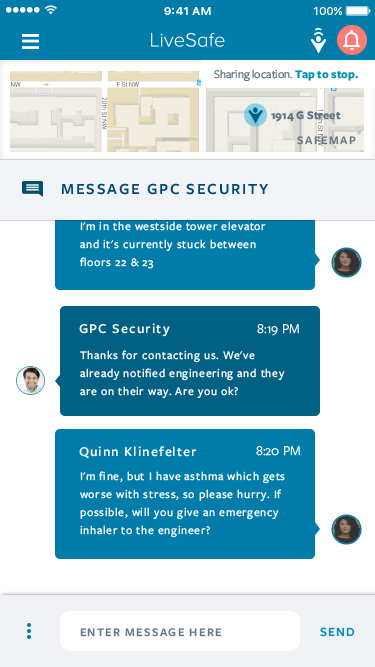 9:41 AM
100%
LiveSafe
Sharing location. Tap to stop.
NW
F St NW
20th St NW
1914 G Street
SAFEMAP
MESSAGE GPC SECURITY
I'm in the westside tower elevator
and it's currently stuck between
floors 22 & 23
GPC Security 8:19 PM
Thanks for contacting us. We've
already notified engineering and they
are on their way. Are you ok?
Quinn Klinefelter 8:20 PM
I'm fine, but I have asthma which gets
worse with stress, so please hurry. If
possible, will you give an emergency
inhaler to the engineer?
ENTER MESSAGE HERE
SEND